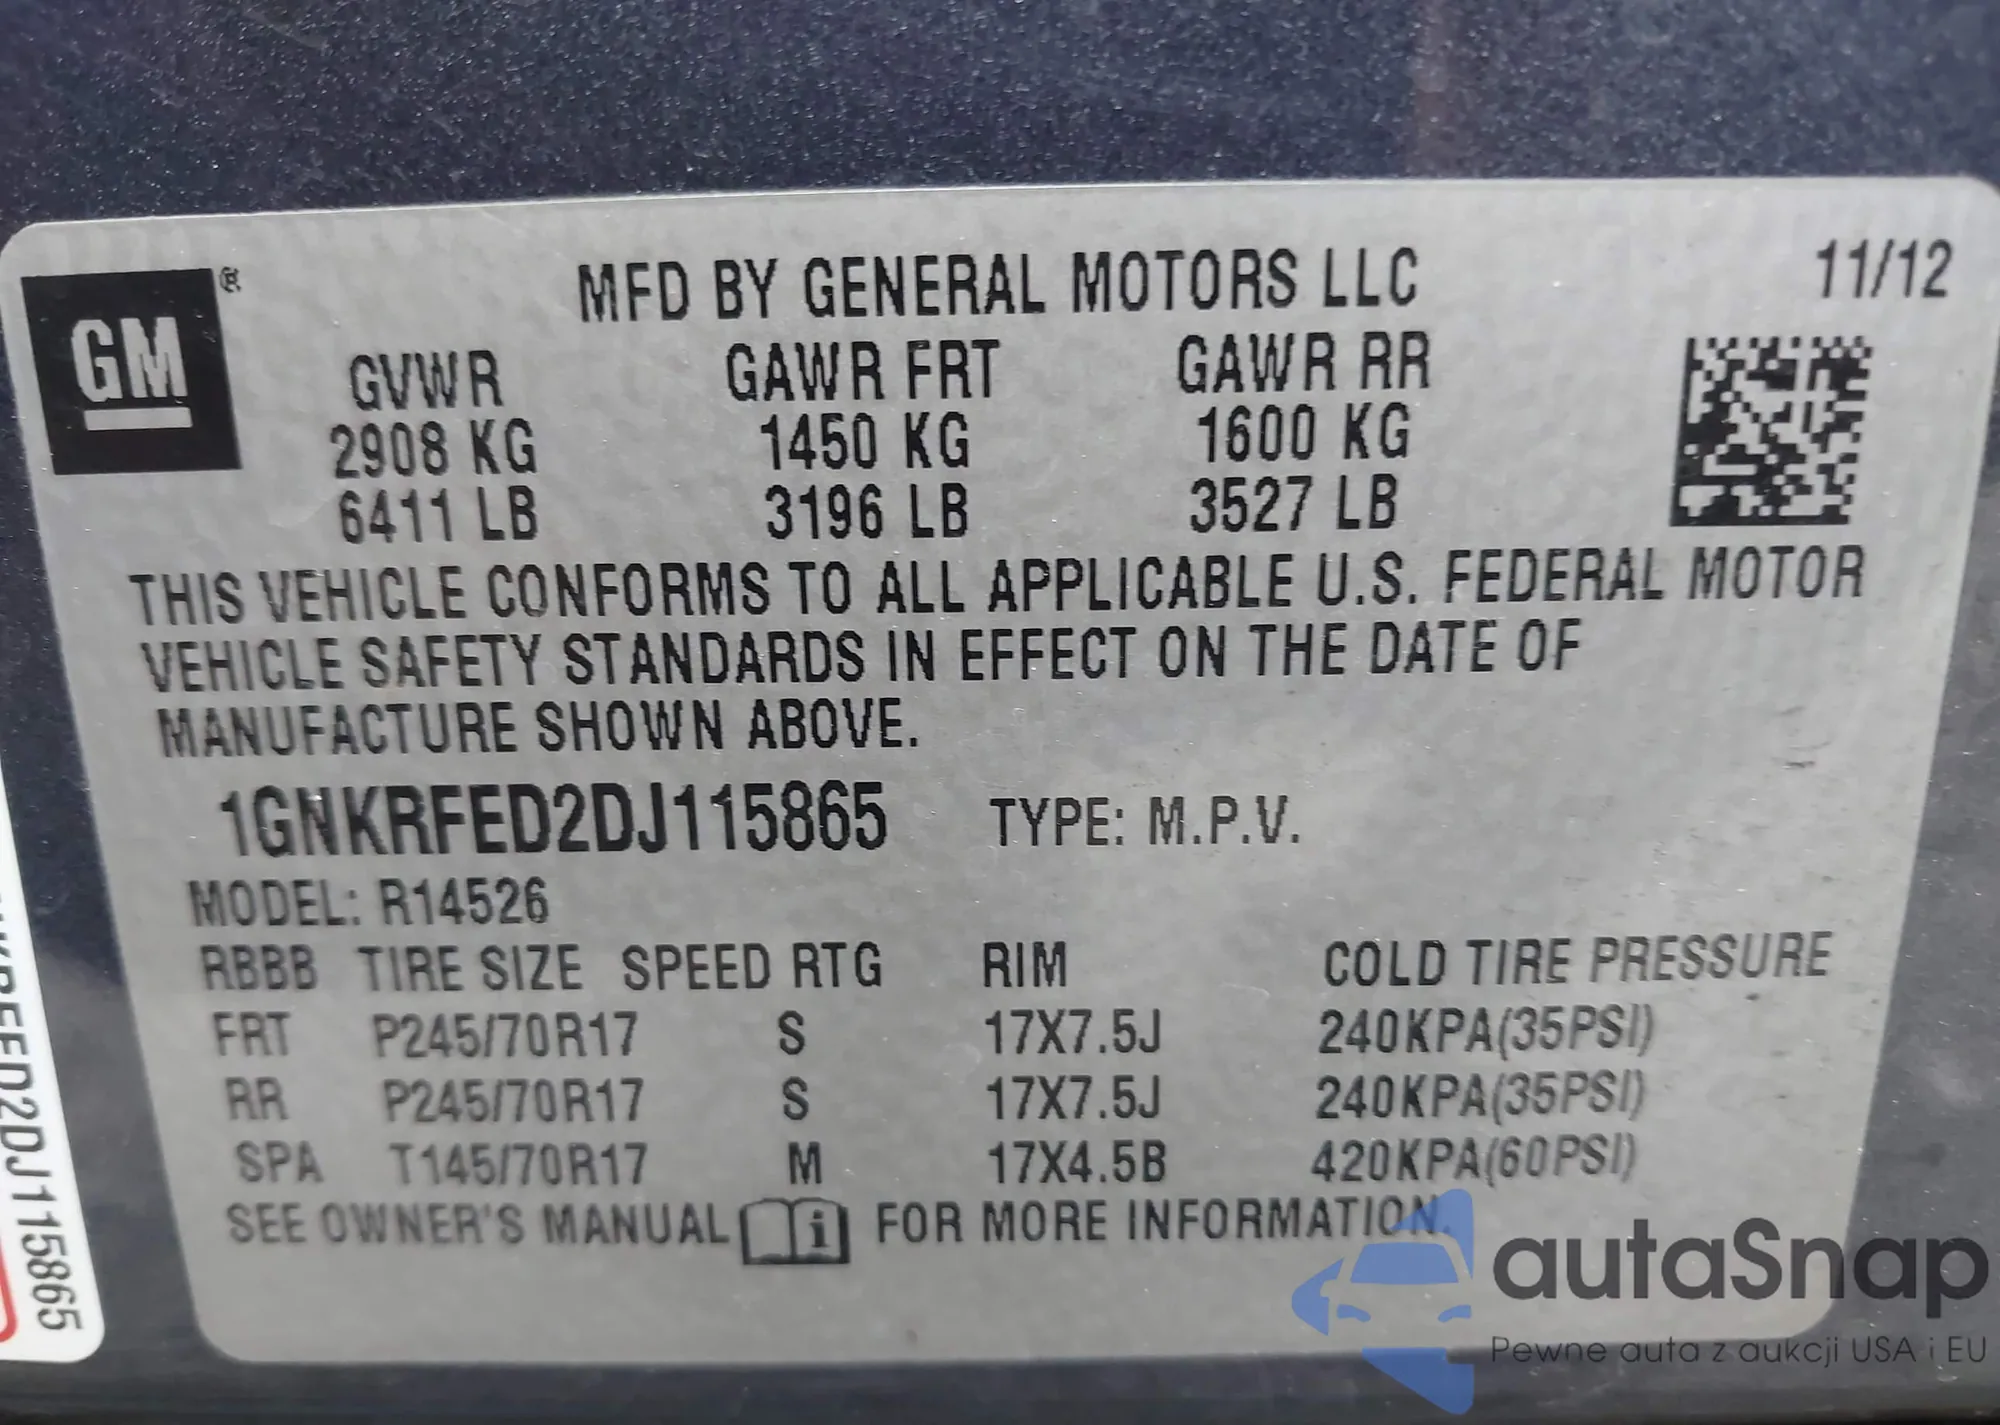 MFD BY GENERAL MOTORS LLC
11/12
GM®
GVWR GAWR FRT GAWR RR
2908 KG 1450 KG 1600 KG
6411 LB 3196 LB 3527 LB
THIS VEHICLE CONFORMS TO ALL APPLICABLE U.S. FEDERAL MOTOR
VEHICLE SAFETY STANDARDS IN EFFECT ON THE DATE OF
MANUFACTURE SHOWN ABOVE.
1GNKRFED2DJ115865 TYPE: M.P.V.
MODEL: R14526
RBBB TIRE SIZE SPEED RTG RIM COLD TIRE PRESSURE
FRT P245/70R17 S 17X7.5J 240KPA(35PSI)
RR P245/70R17 S 17X7.5J 240KPA(35PSI)
SPA T145/70R17 M 17X4.5B 420KPA(60PSI)
SEE OWNER'S MANUAL i FOR MORE INFORMATION.
autaSnap
Pewne auta z aukcji USA i EU